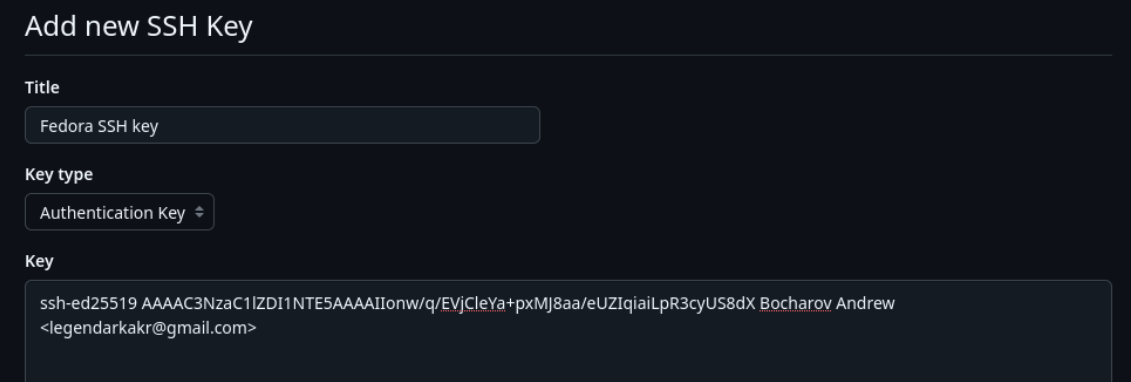 Add new SSH Key
Title
Fedora SSH key
Key type
Authentication Key
Key
ssh-ed25519 AAAAC3NzaC1lZDI1NTE5AAAAIIonw/q/EVjCleYa+pxMJ8aa/eUZIqiaiLpR3cyUS8dX Bocharov Andrew
<legendarkakr@gmail.com>